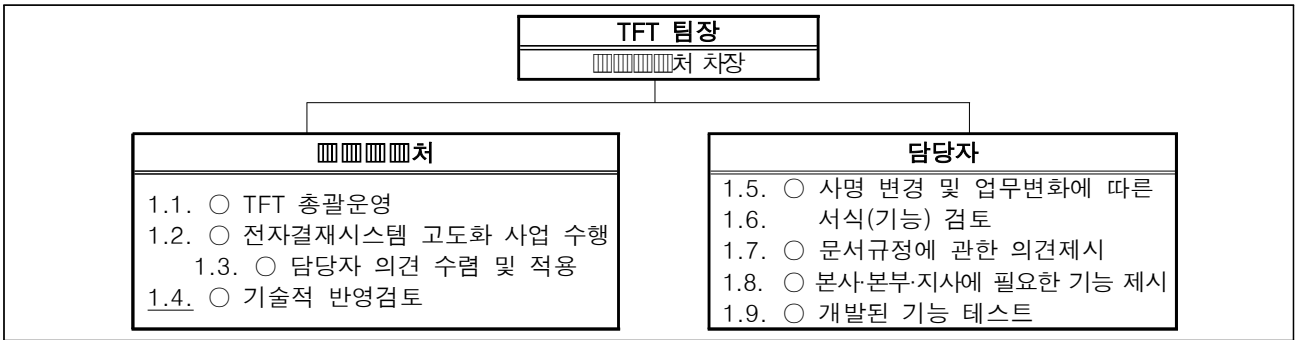 TFT 팀장
▥▥▥▥처 차장
▥▥▥▥처
1.1. ○ TFT 총괄운영
1.2. ○ 전자결재시스템 고도화 사업 수행
1.3. ○ 담당자 의견 수렴 및 적용
1.4. ○ 기술적 반영검토
담당자
1.5. ○ 사명 변경 및 업무변화에 따른
1.6. 서식(기능) 검토
1.7. ○ 문서규정에 관한 의견제시
1.8. ○ 본사·본부·지사에 필요한 기능 제시
1.9. ○ 개발된 기능 테스트